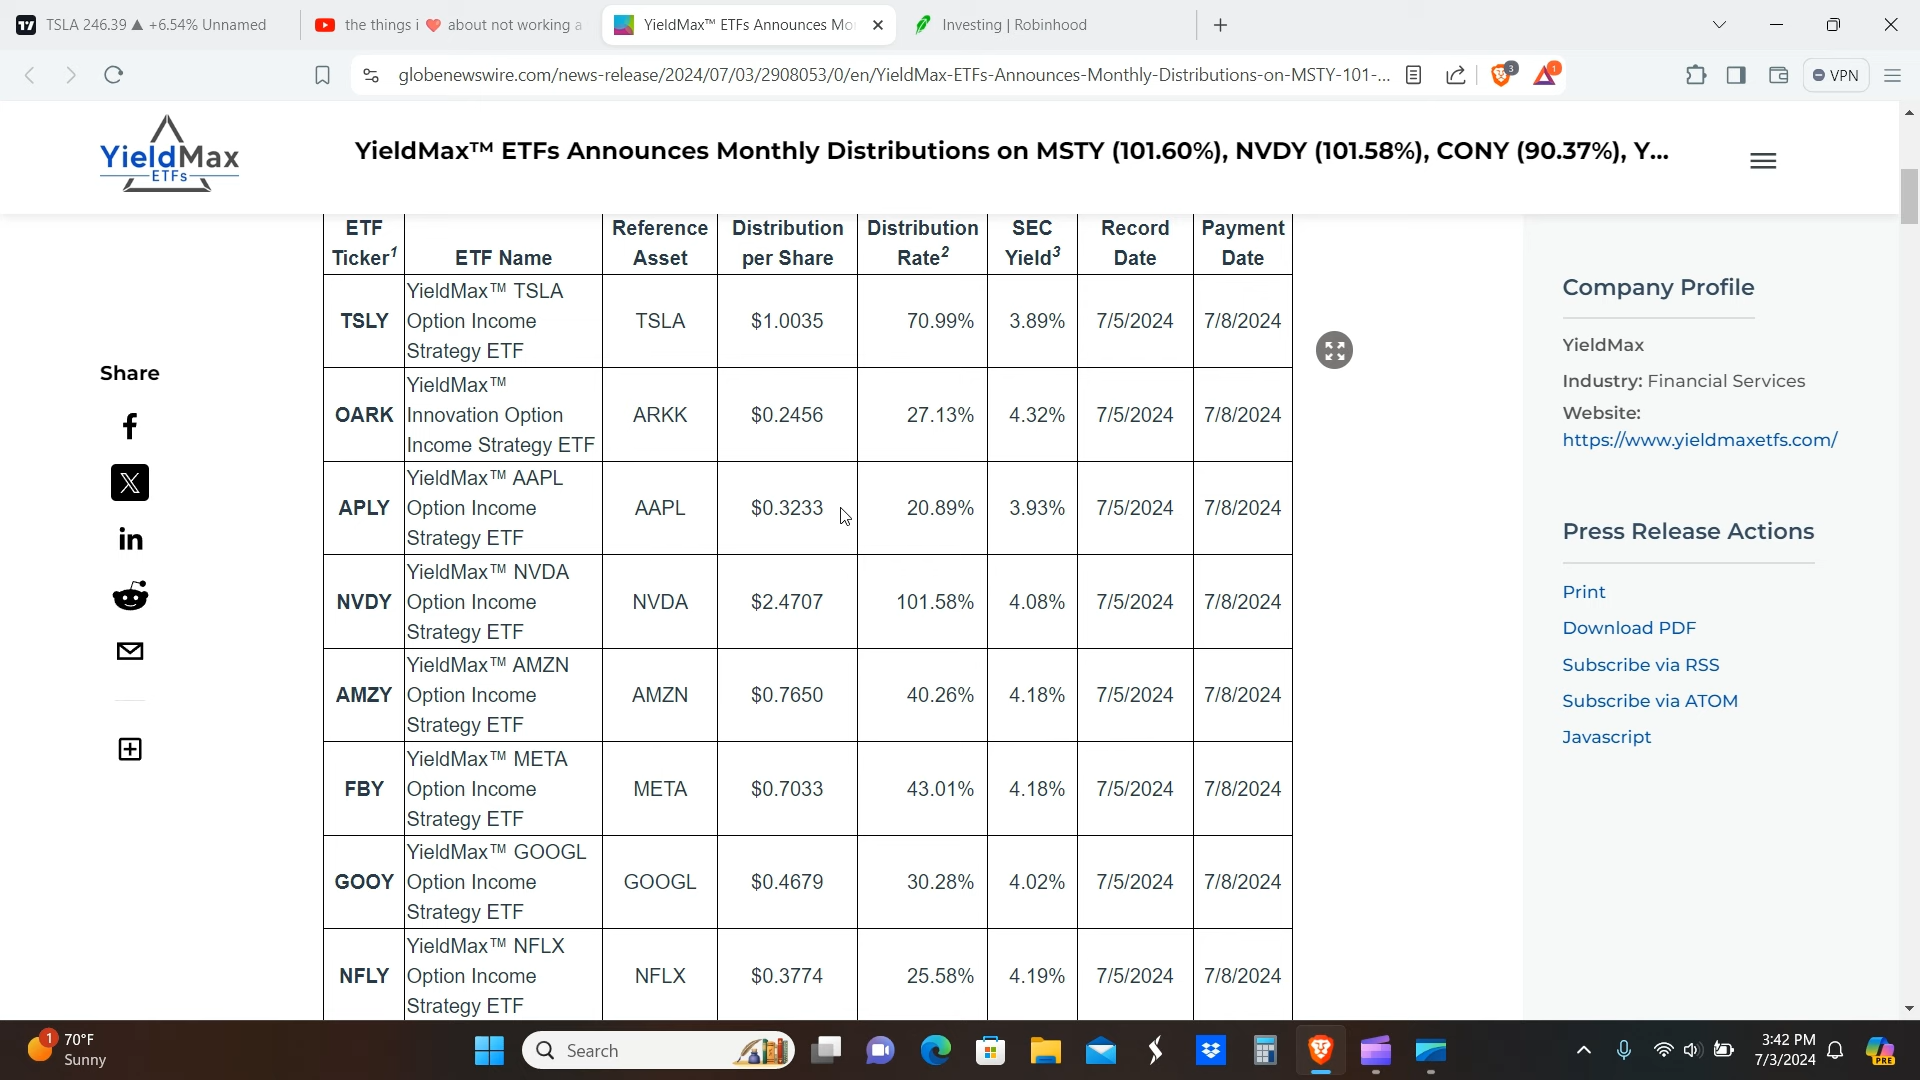 TSLA 246.39 ▲ +6.54% Unnamed
the things i ❤ about not working a
YieldMax™ ETFs Announces Mo
Investing | Robinhood
globenewswire.com/news-release/2024/07/03/2908053/0/en/YieldMax-ETFs-Announces-Monthly-Distributions-on-MSTY-101-...
3
1
VPN
YieldMax
ETFs
YieldMax™ ETFs Announces Monthly Distributions on MSTY (101.60%), NVDY (101.58%), CONY (90.37%), Y...
ETF Ticker1 ETF Name Reference Asset Distribution per Share Distribution Rate2 SEC Yield3 Record Date Payment Date
TSLY YieldMax™ TSLA Option Income Strategy ETF TSLA $1.0035 70.99% 3.89% 7/5/2024 7/8/2024
OARK YieldMax™ Innovation Option Income Strategy ETF ARKK $0.2456 27.13% 4.32% 7/5/2024 7/8/2024
APLY YieldMax™ AAPL Option Income Strategy ETF AAPL $0.3233 20.89% 3.93% 7/5/2024 7/8/2024
NVDY YieldMax™ NVDA Option Income Strategy ETF NVDA $2.4707 101.58% 4.08% 7/5/2024 7/8/2024
AMZY YieldMax™ AMZN Option Income Strategy ETF AMZN $0.7650 40.26% 4.18% 7/5/2024 7/8/2024
FBY YieldMax™ META Option Income Strategy ETF META $0.7033 43.01% 4.18% 7/5/2024 7/8/2024
GOOY YieldMax™ GOOGL Option Income Strategy ETF GOOGL $0.4679 30.28% 4.02% 7/5/2024 7/8/2024
NFLY YieldMax™ NFLX Option Income Strategy ETF NFLX $0.3774 25.58% 4.19% 7/5/2024 7/8/2024
Share
Company Profile
YieldMax
Industry: Financial Services
Website:
https://www.yieldmaxetfs.com/
Press Release Actions
Print
Download PDF
Subscribe via RSS
Subscribe via ATOM
Javascript
1
70°F
Sunny
Search
3:42 PM
7/3/2024
PRE